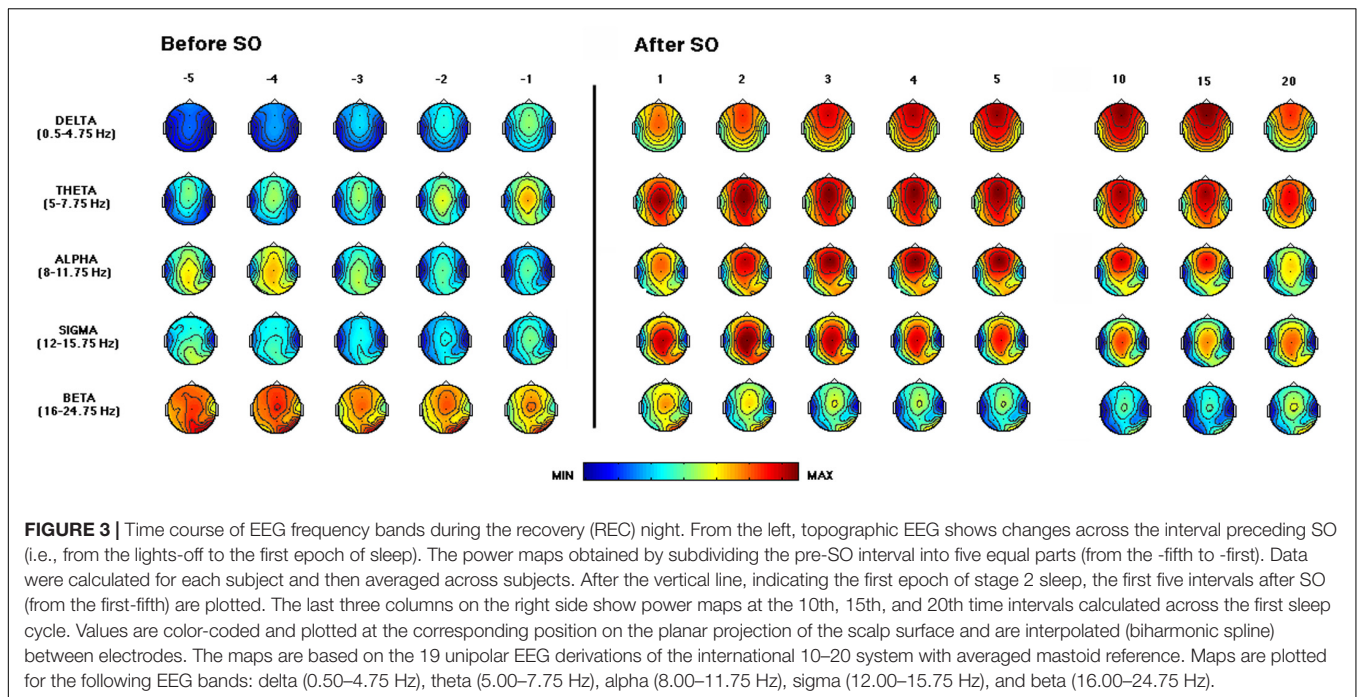 Before SO After SO
-5 -4 -3 -2 -1 1 2 3 4 5 10 15 20
DELTA
(0.5-4.75 Hz)
THETA
(5-7.75 Hz)
ALPHA
(8-11.75 Hz)
SIGMA
(12-15.75 Hz)
BETA
(16-24.75 Hz)
MIN MAX
FIGURE 3 | Time course of EEG frequency bands during the recovery (REC) night. From the left, topographic EEG shows changes across the interval preceding SO
(i.e., from the lights-off to the first epoch of sleep). The power maps obtained by subdividing the pre-SO interval into five equal parts (from the -fifth to -first). Data
were calculated for each subject and then averaged across subjects. After the vertical line, indicating the first epoch of stage 2 sleep, the first five intervals after SO
(from the first-fifth) are plotted. The last three columns on the right side show power maps at the 10th, 15th, and 20th time intervals calculated across the first sleep
cycle. Values are color-coded and plotted at the corresponding position on the planar projection of the scalp surface and are interpolated (biharmonic spline)
between electrodes. The maps are based on the 19 unipolar EEG derivations of the international 10–20 system with averaged mastoid reference. Maps are plotted
for the following EEG bands: delta (0.50–4.75 Hz), theta (5.00–7.75 Hz), alpha (8.00–11.75 Hz), sigma (12.00–15.75 Hz), and beta (16.00–24.75 Hz).